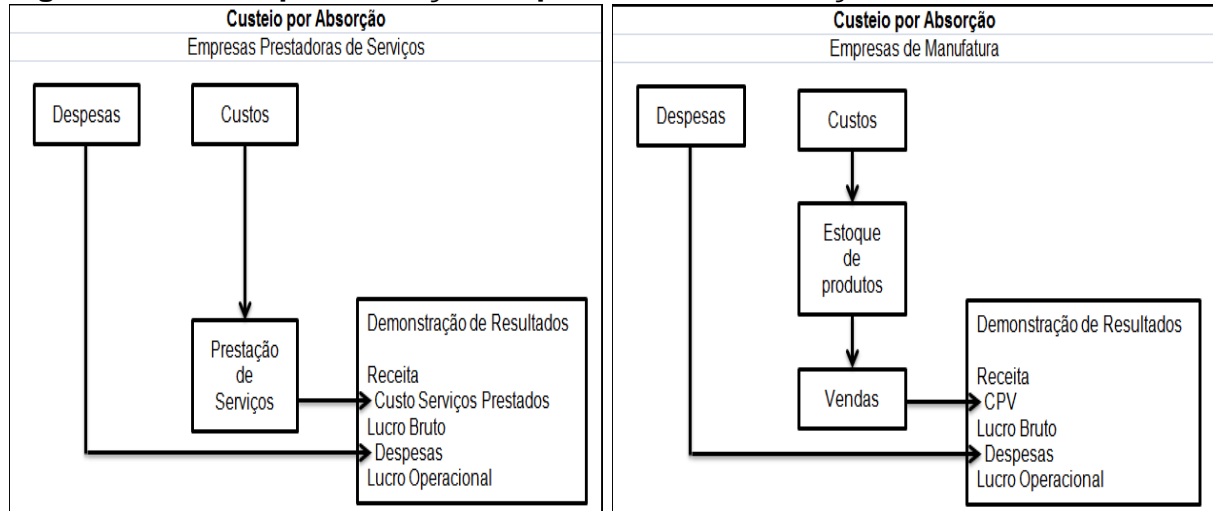 Custeio por Absorção
Empresas Prestadoras de Serviços
Despesas
Custos
Prestação
de
Serviços
Demonstração de Resultados
Receita
Custo Serviços Prestados
Lucro Bruto
Despesas
Lucro Operacional
Custeio por Absorção
Empresas de Manufatura
Despesas
Custos
Estoque
de
produtos
Vendas
Demonstração de Resultados
Receita
CPV
Lucro Bruto
Despesas
Lucro Operacional